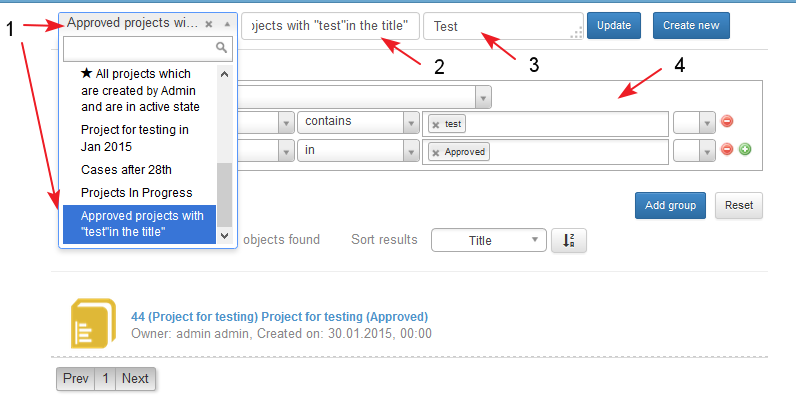 1
Approved projects wi...
ojects with "test"in the title"
Test
Update
Create new
2
3
4
★ All projects which
are created by Admin
and are in active state
Project for testing in
Jan 2015
Cases after 28th
Projects In Progress
Approved projects with
"test"in the title"
contains
test
in
Approved
Add group
Reset
objects found
Sort results
Title
44 (Project for testing) Project for testing (Approved)
Owner: admin admin, Created on: 30.01.2015, 00:00
Prev 1 Next